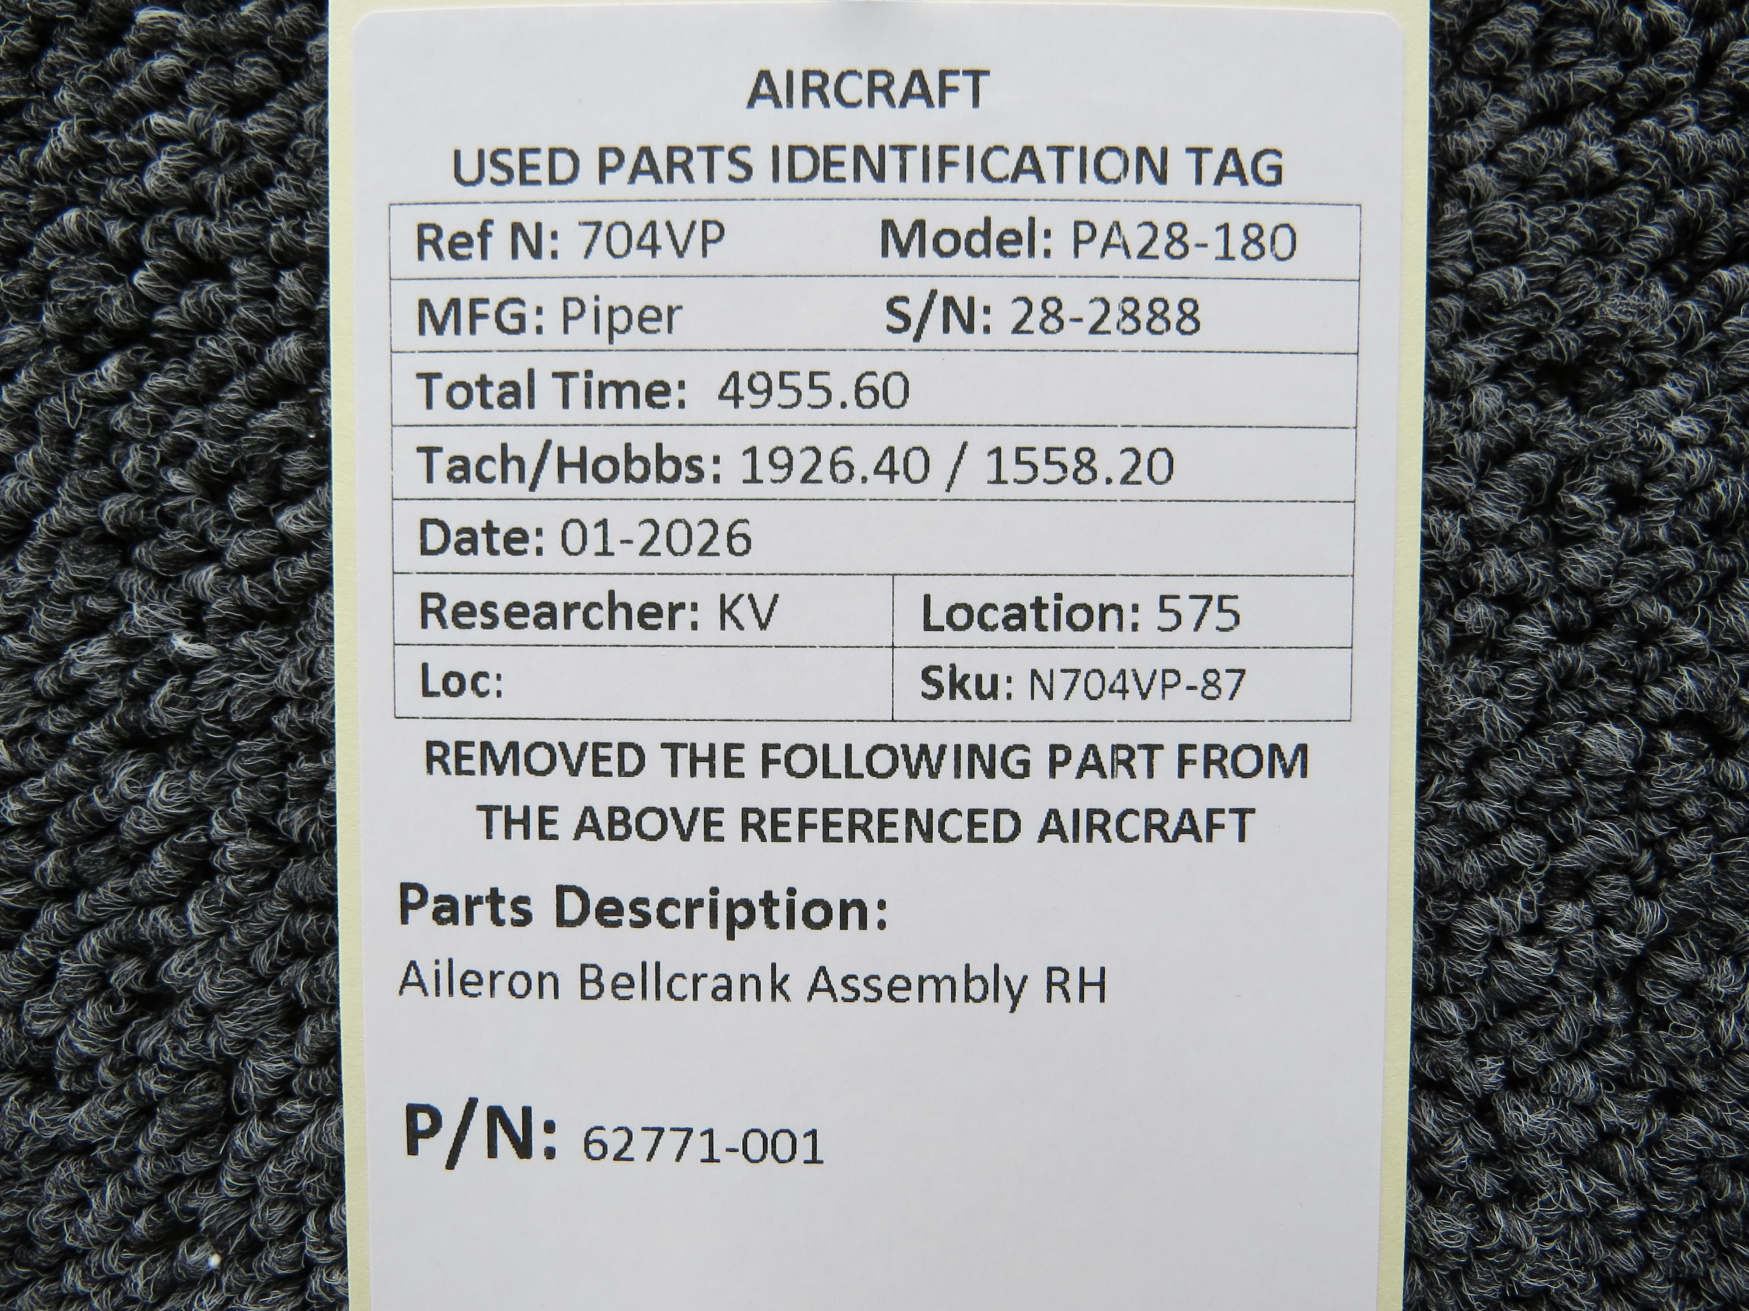 AIRCRAFT
USED PARTS IDENTIFICATION TAG
Ref N: 704VP Model: PA28-180
MFG: Piper S/N: 28-2888
Total Time: 4955.60
Tach/Hobbs: 1926.40 / 1558.20
Date: 01-2026
Researcher: KV Location: 575
Loc: Sku: N704VP-87
REMOVED THE FOLLOWING PART FROM
THE ABOVE REFERENCED AIRCRAFT
Parts Description:
Aileron Bellcrank Assembly RH
P/N: 62771-001